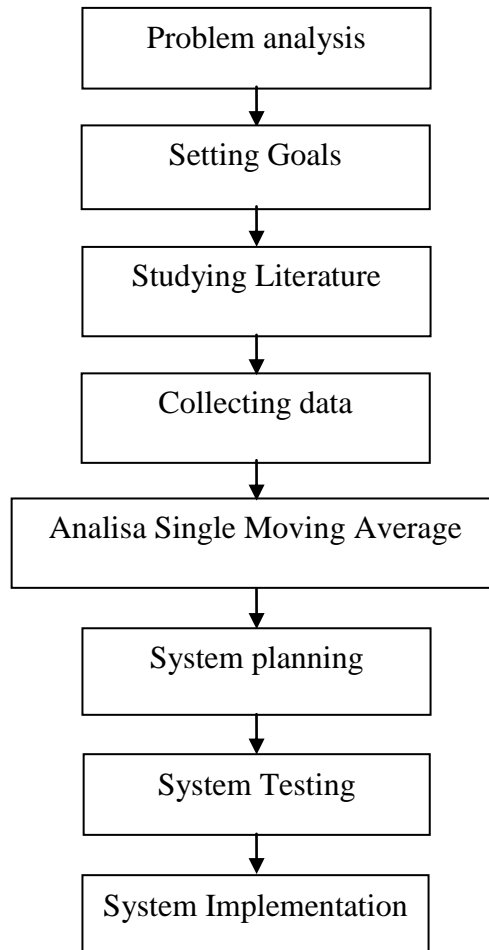 Problem analysis
Setting Goals
Studying Literature
Collecting data
Analisa Single Moving Average
System planning
System Testing
System Implementation